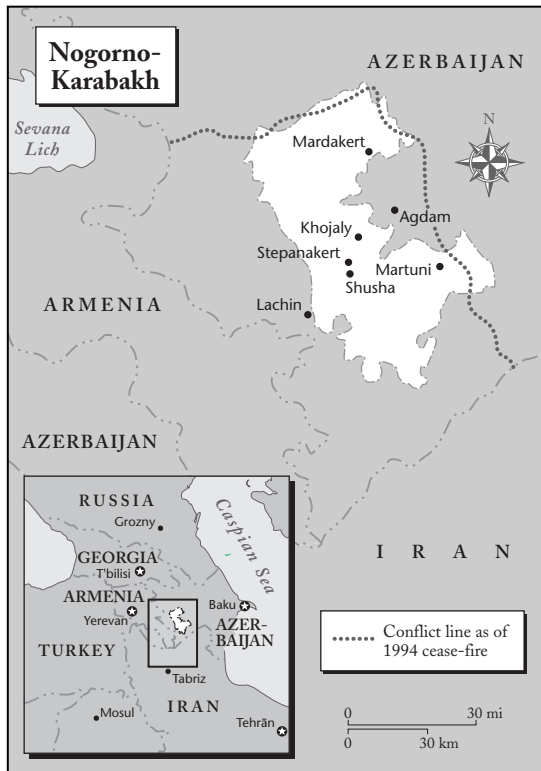 Nogorno-
Karabakh
AZERBAIJAN
Sevana
Lich
N
Mardakert
Agdam
Khojaly
Stepanakert
Martuni
Shusha
ARMENIA
Lachin
AZERBAIJAN
IRAN
RUSSIA
Grozny
Caspian Sea
GEORGIA
T'bilisi
ARMENIA
Yerevan
Baku
AZER-
BAIJAN
TURKEY
Tabriz
IRAN
Mosul
Tehrān
Conflict line as of
1994 cease-fire
0 30 mi
0 30 km